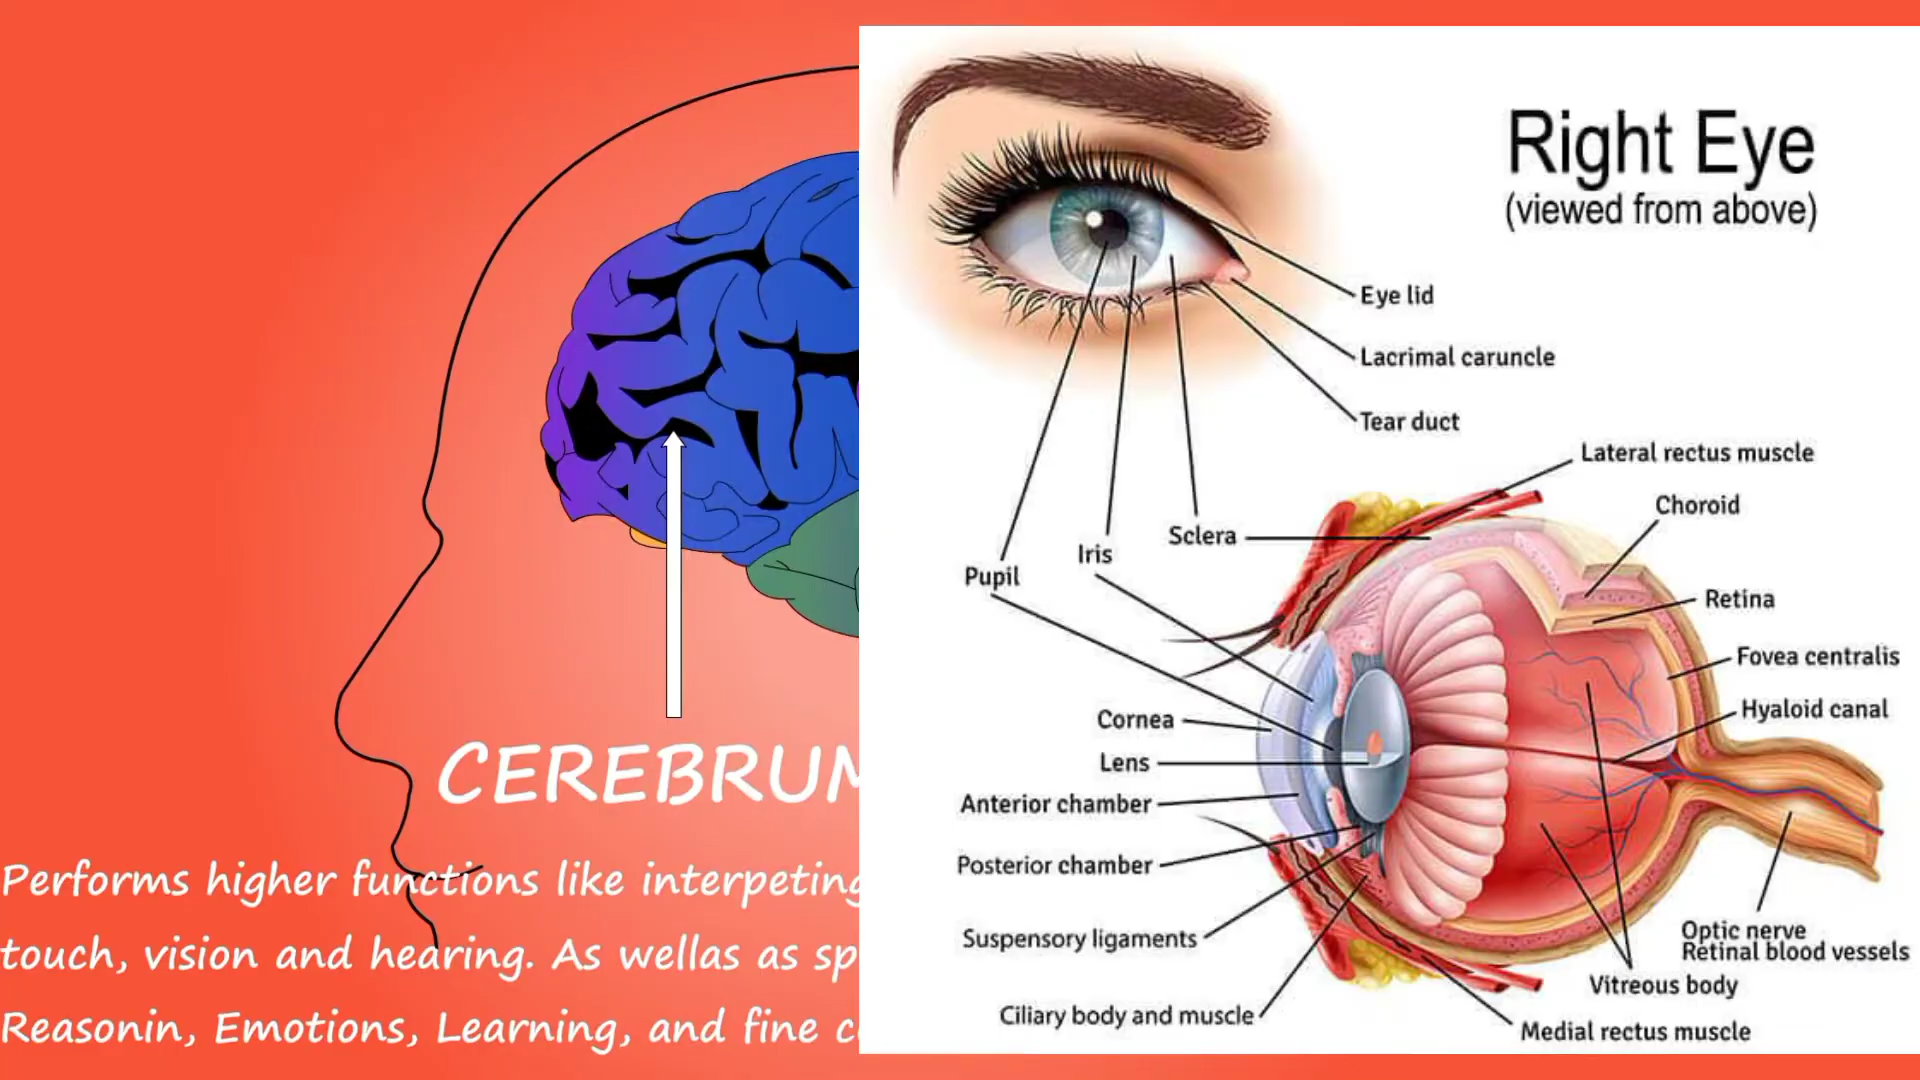 CEREBRUM
Performs higher functions like interpeting
touch, vision and hearing. As wellas as sp
Reasonin, Emotions, Learning, and fine c
Right Eye
(viewed from above)
Eye lid
Lacrimal caruncle
Tear duct
Lateral rectus muscle
Choroid
Sclera
Iris
Pupil
Retina
Fovea centralis
Hyaloid canal
Cornea
Lens
Anterior chamber
Posterior chamber
Suspensory ligaments
Ciliary body and muscle
Optic nerve
Retinal blood vessels
Vitreous body
Medial rectus muscle